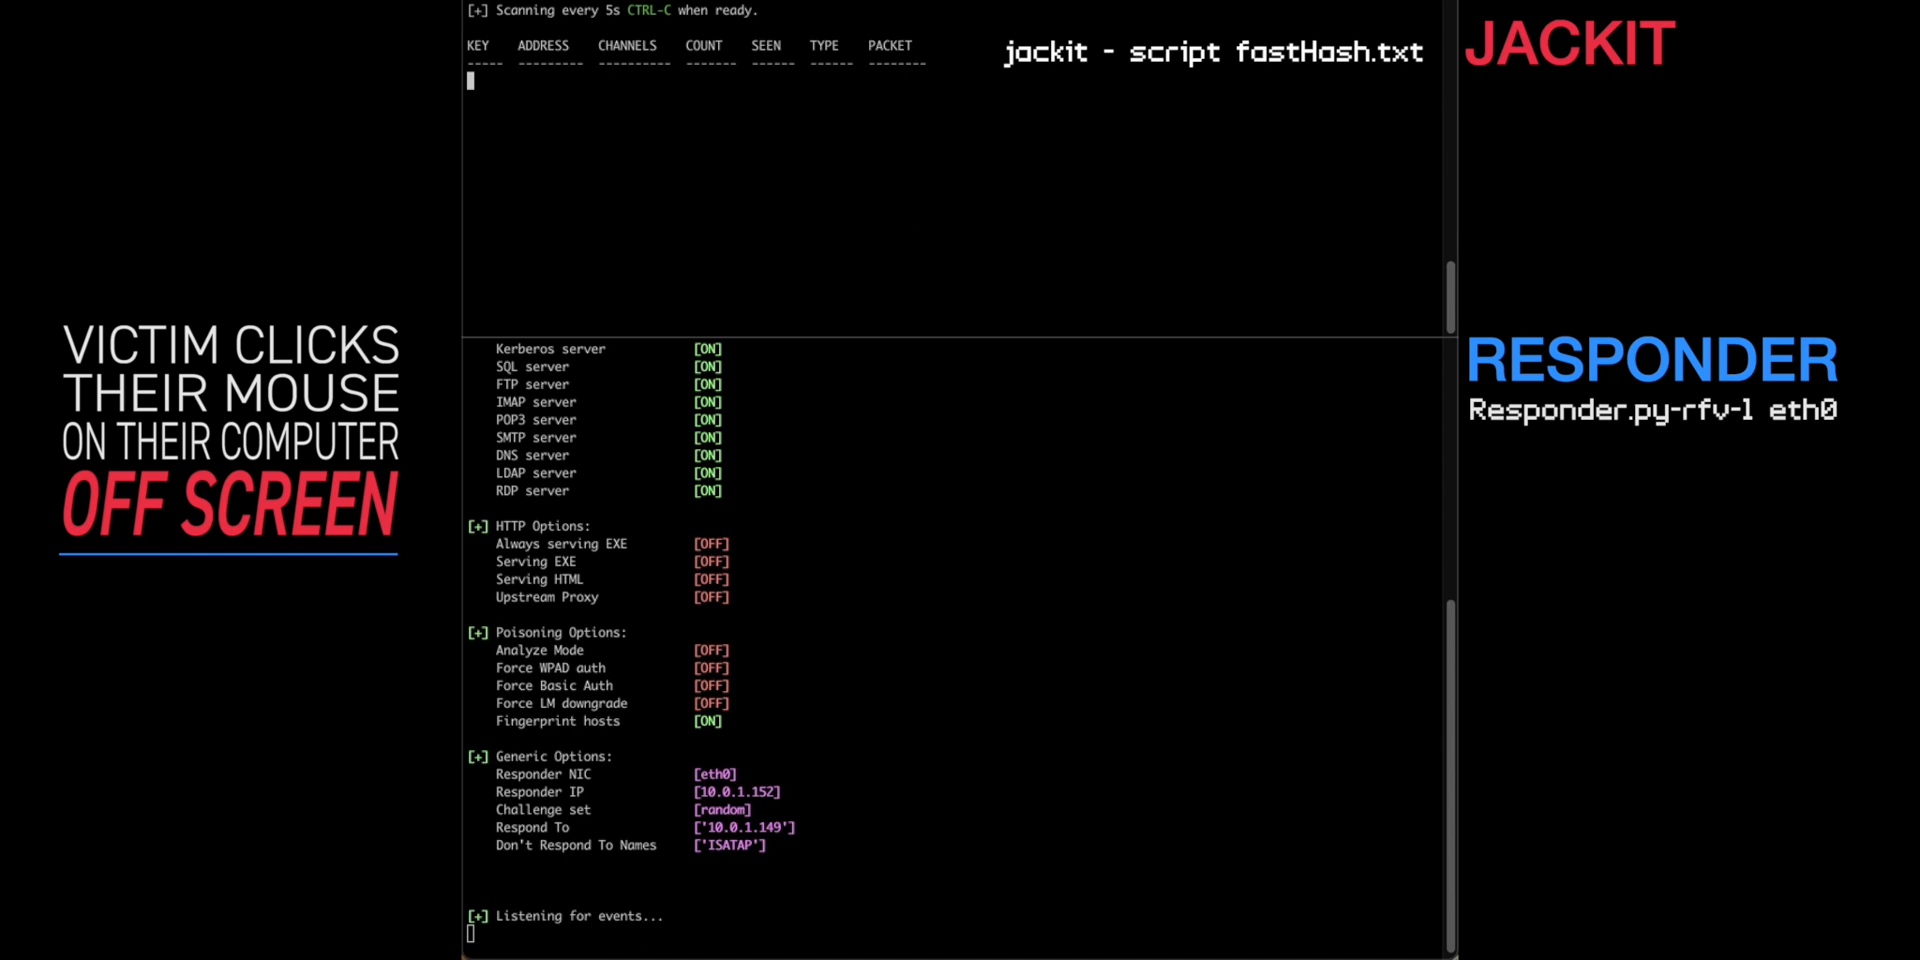 [+] Scanning every 5s CTRL-C when ready.
KEY ADDRESS CHANNELS COUNT SEEN TYPE PACKET
----- --------- ---------- ------- ------ ------ --------
jackit - script fastHash.txt
JACKIT
VICTIM CLICKS
THEIR MOUSE
ON THEIR COMPUTER
OFF SCREEN
Kerberos server [ON]
SQL server [ON]
FTP server [ON]
IMAP server [ON]
POP3 server [ON]
SMTP server [ON]
DNS server [ON]
LDAP server [ON]
RDP server [ON]
[+] HTTP Options:
Always serving EXE [OFF]
Serving EXE [OFF]
Serving HTML [OFF]
Upstream Proxy [OFF]
[+] Poisoning Options:
Analyze Mode [OFF]
Force WPAD auth [OFF]
Force Basic Auth [OFF]
Force LM downgrade [OFF]
Fingerprint hosts [ON]
[+] Generic Options:
Responder NIC [eth0]
Responder IP [10.0.1.152]
Challenge set [random]
Respond To ['10.0.1.149']
Don't Respond To Names ['ISATAP']
[+] Listening for events...
RESPONDER
Responder.py-rfv-l eth0